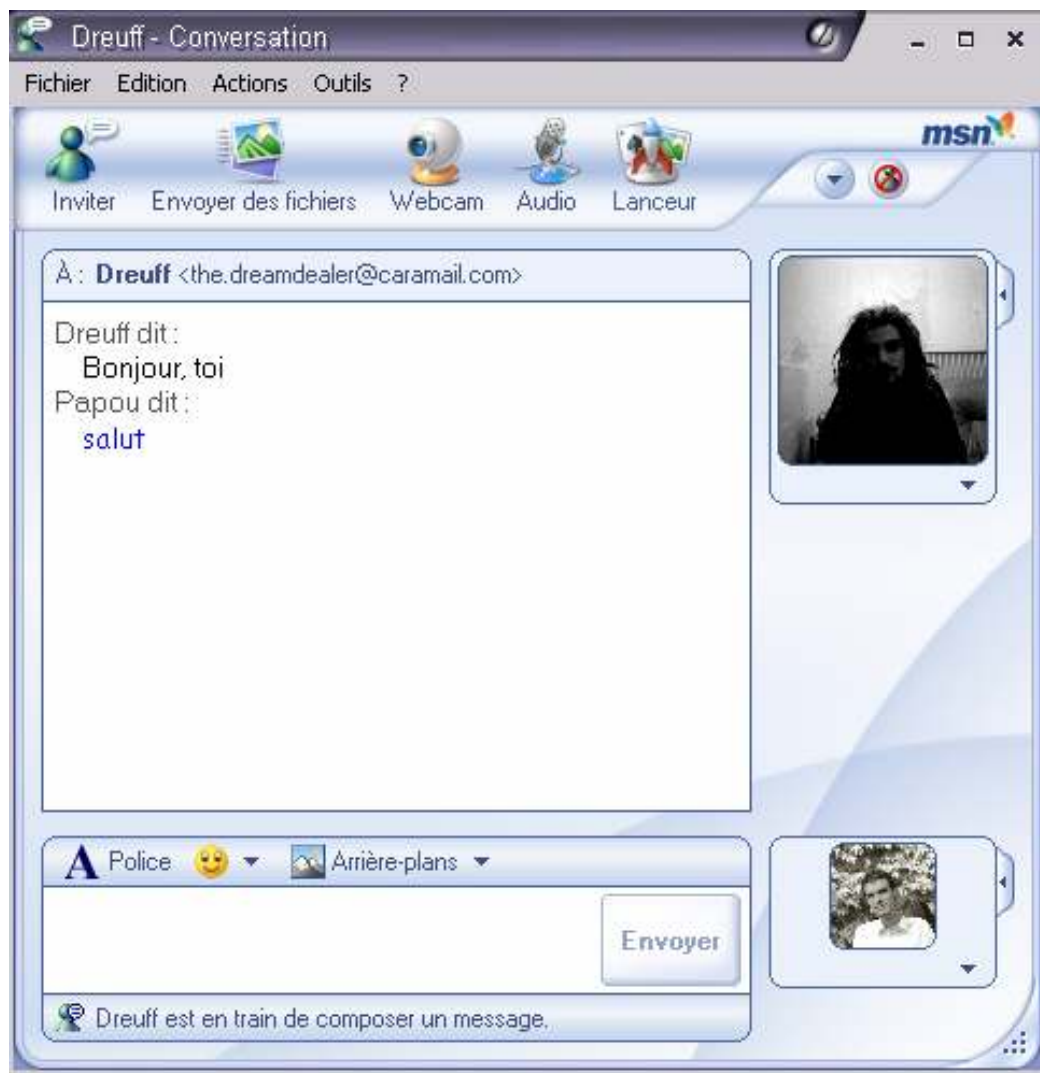 Dreuff - Conversation
Fichier Edition Actions Outils ?
msn
Inviter Envoyer des fichiers Webcam Audio Lanceur
À : Dreuff <the.dreamdealer@caramail.com>
Dreuff dit :
Bonjour, toi
Papou dit :
salut
A Police Arrière-plans
Envoyer
Dreuff est en train de composer un message.